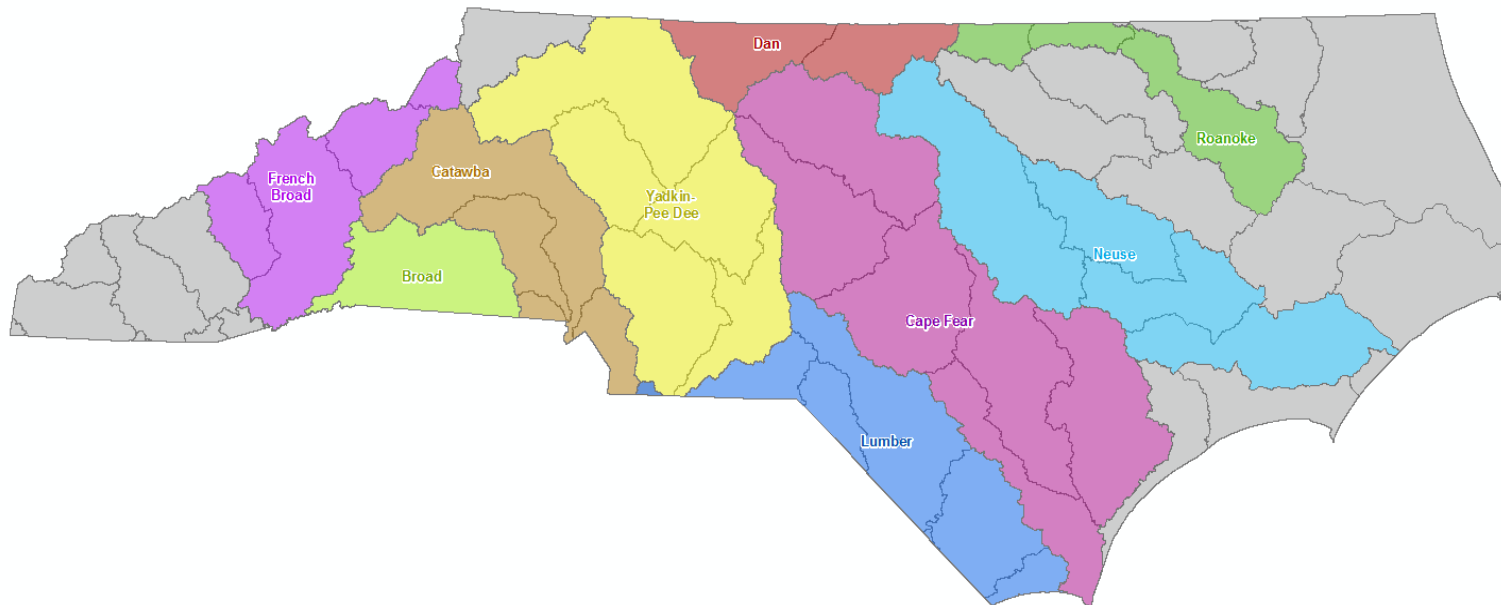 Dan
Roanoke
French
Broad
Catawba
Yadkin-
Pee Dee
Neuse
Broad
Cape Fear
Lumber